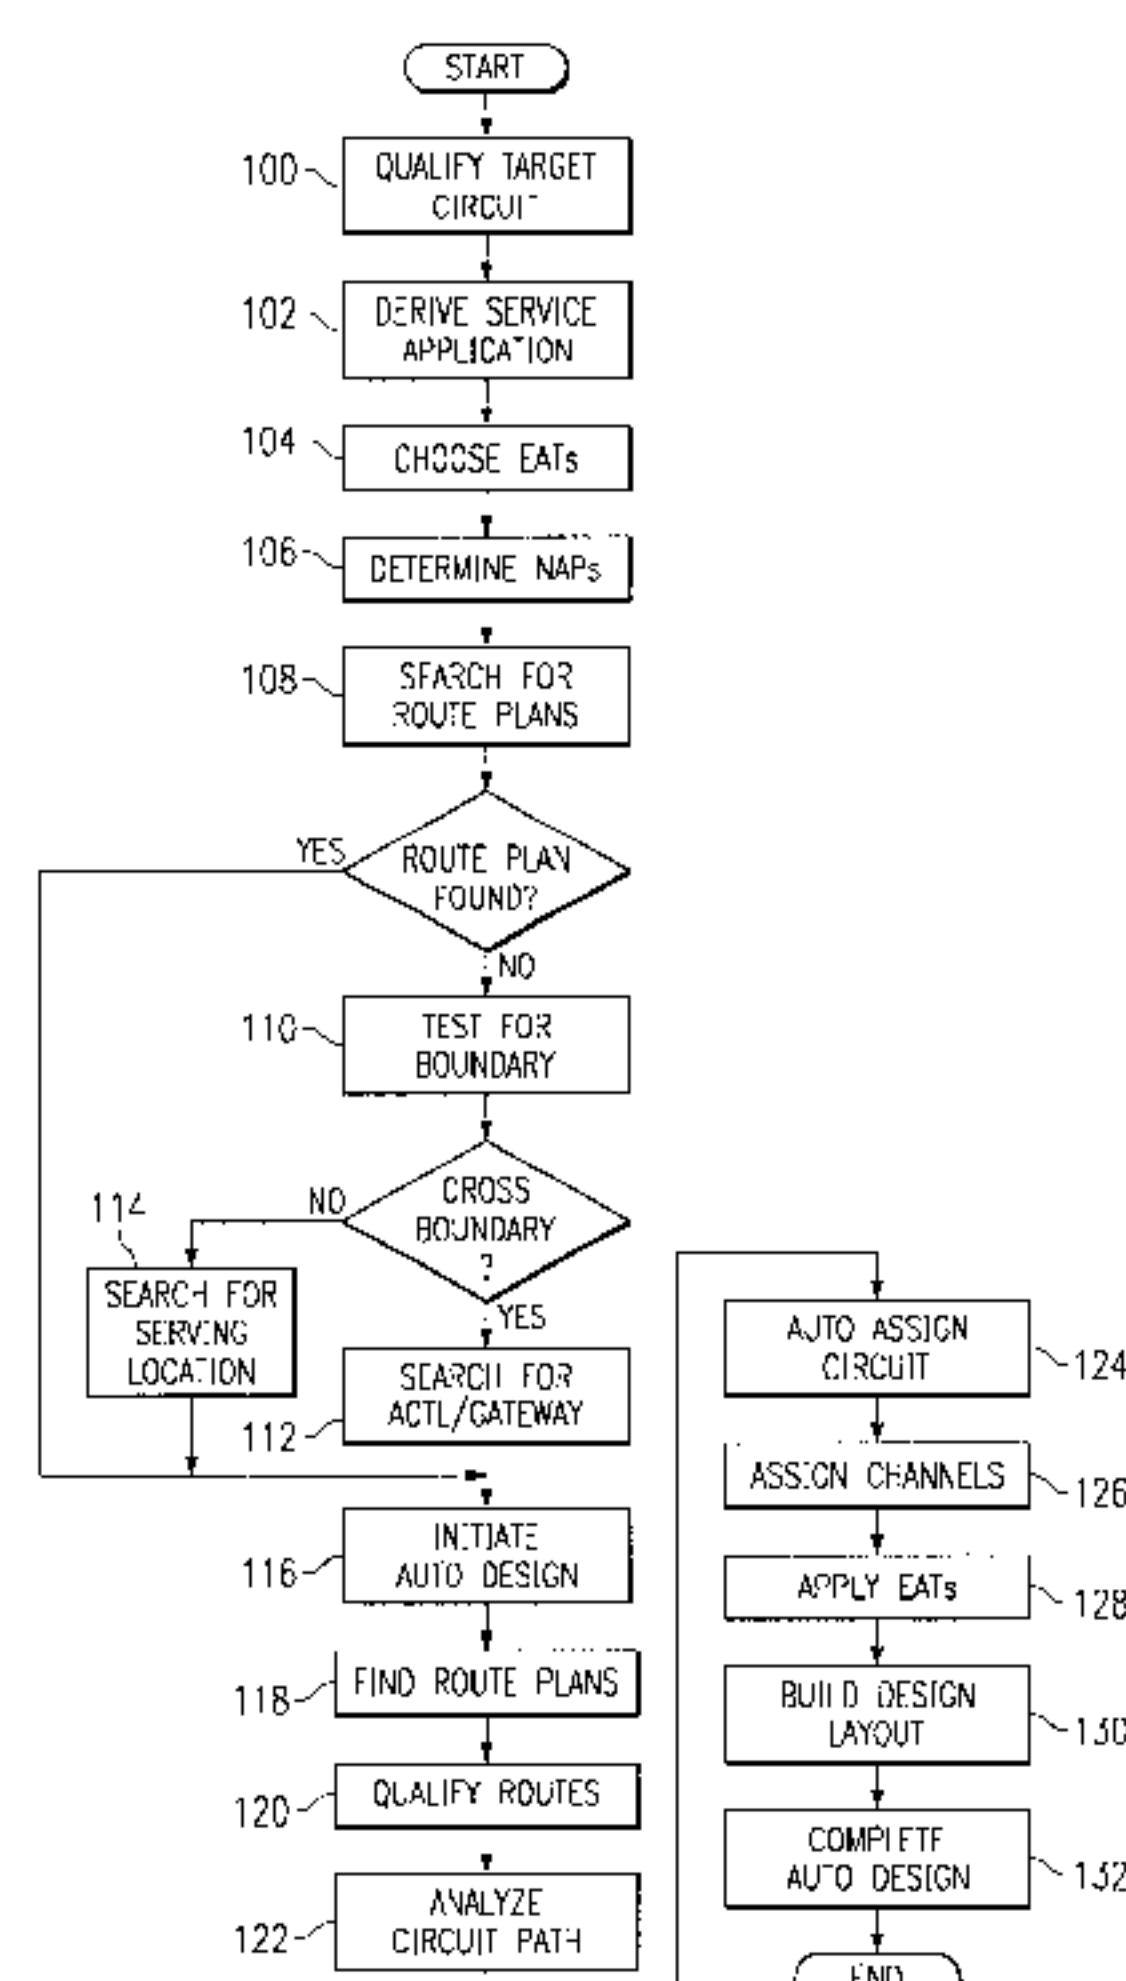 START
100
QUALIFY TARGET
CIRCUIT
102
DERIVE SERVICE
APPLICATION
104
CHOOSE EATs
106
DETERMINE NAPs
108
SEARCH FOR
ROUTE PLANS
YES
ROUTE PLAN
FOUND?
NO
110
TEST FOR
BOUNDARY
CROSS
BOUNDARY
?
NO
YES
114
SEARCH FOR
SERVING
LOCATION
SEARCH FOR
ACTL/GATEWAY
112
INITIATE
AUTO DESIGN
116
FIND ROUTE PLANS
118
QUALIFY ROUTES
120
ANALYZE
CIRCUIT PATH
122
AUTO ASSIGN
CIRCUIT
124
ASSIGN CHANNELS
126
APPLY EATs
128
BUILD DESIGN
LAYOUT
130
COMPLETE
AUTO DESIGN
132
END